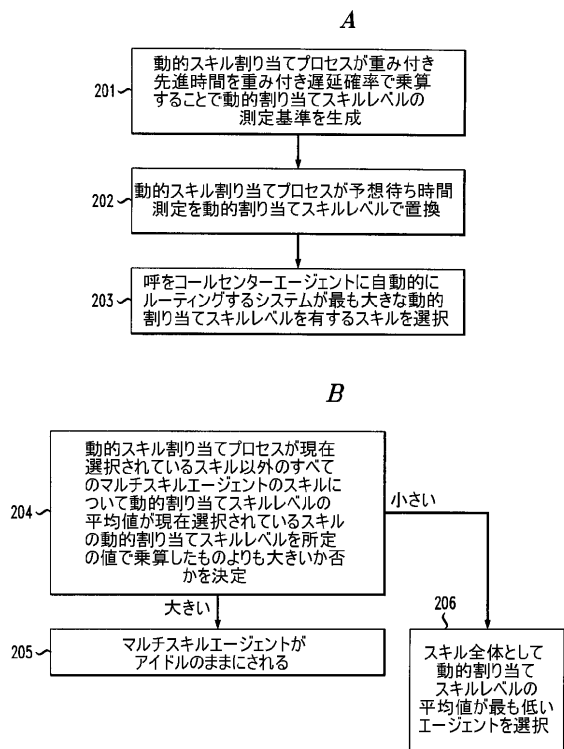 A
201
動的スキル割り当てプロセスが重み付き
先進時間を重み付き遅延確率で乗算
することで動的割り当てスキルレベルの
測定基準を生成
202
動的スキル割り当てプロセスが予想待ち時間
測定を動的割り当てスキルレベルで置換
203
呼をコールセンターエージェントに自動的に
ルーティングするシステムが最も大きな動的
割り当てスキルレベルを有するスキルを選択
B
204
動的スキル割り当てプロセスが現在
選択されているスキル以外のすべて
のマルチスキルエージェントのスキルに
ついて動的割り当てスキルレベルの
平均値が現在選択されているスキル
の動的割り当てスキルレベルを所定
の値で乗算したものよりも大きいか否
かを決定
小さい
大きい
205
マルチスキルエージェントが
アイドルのままにされる
206
スキル全体として
動的割り当て
スキルレベルの
平均値が最も低い
エージェントを選択